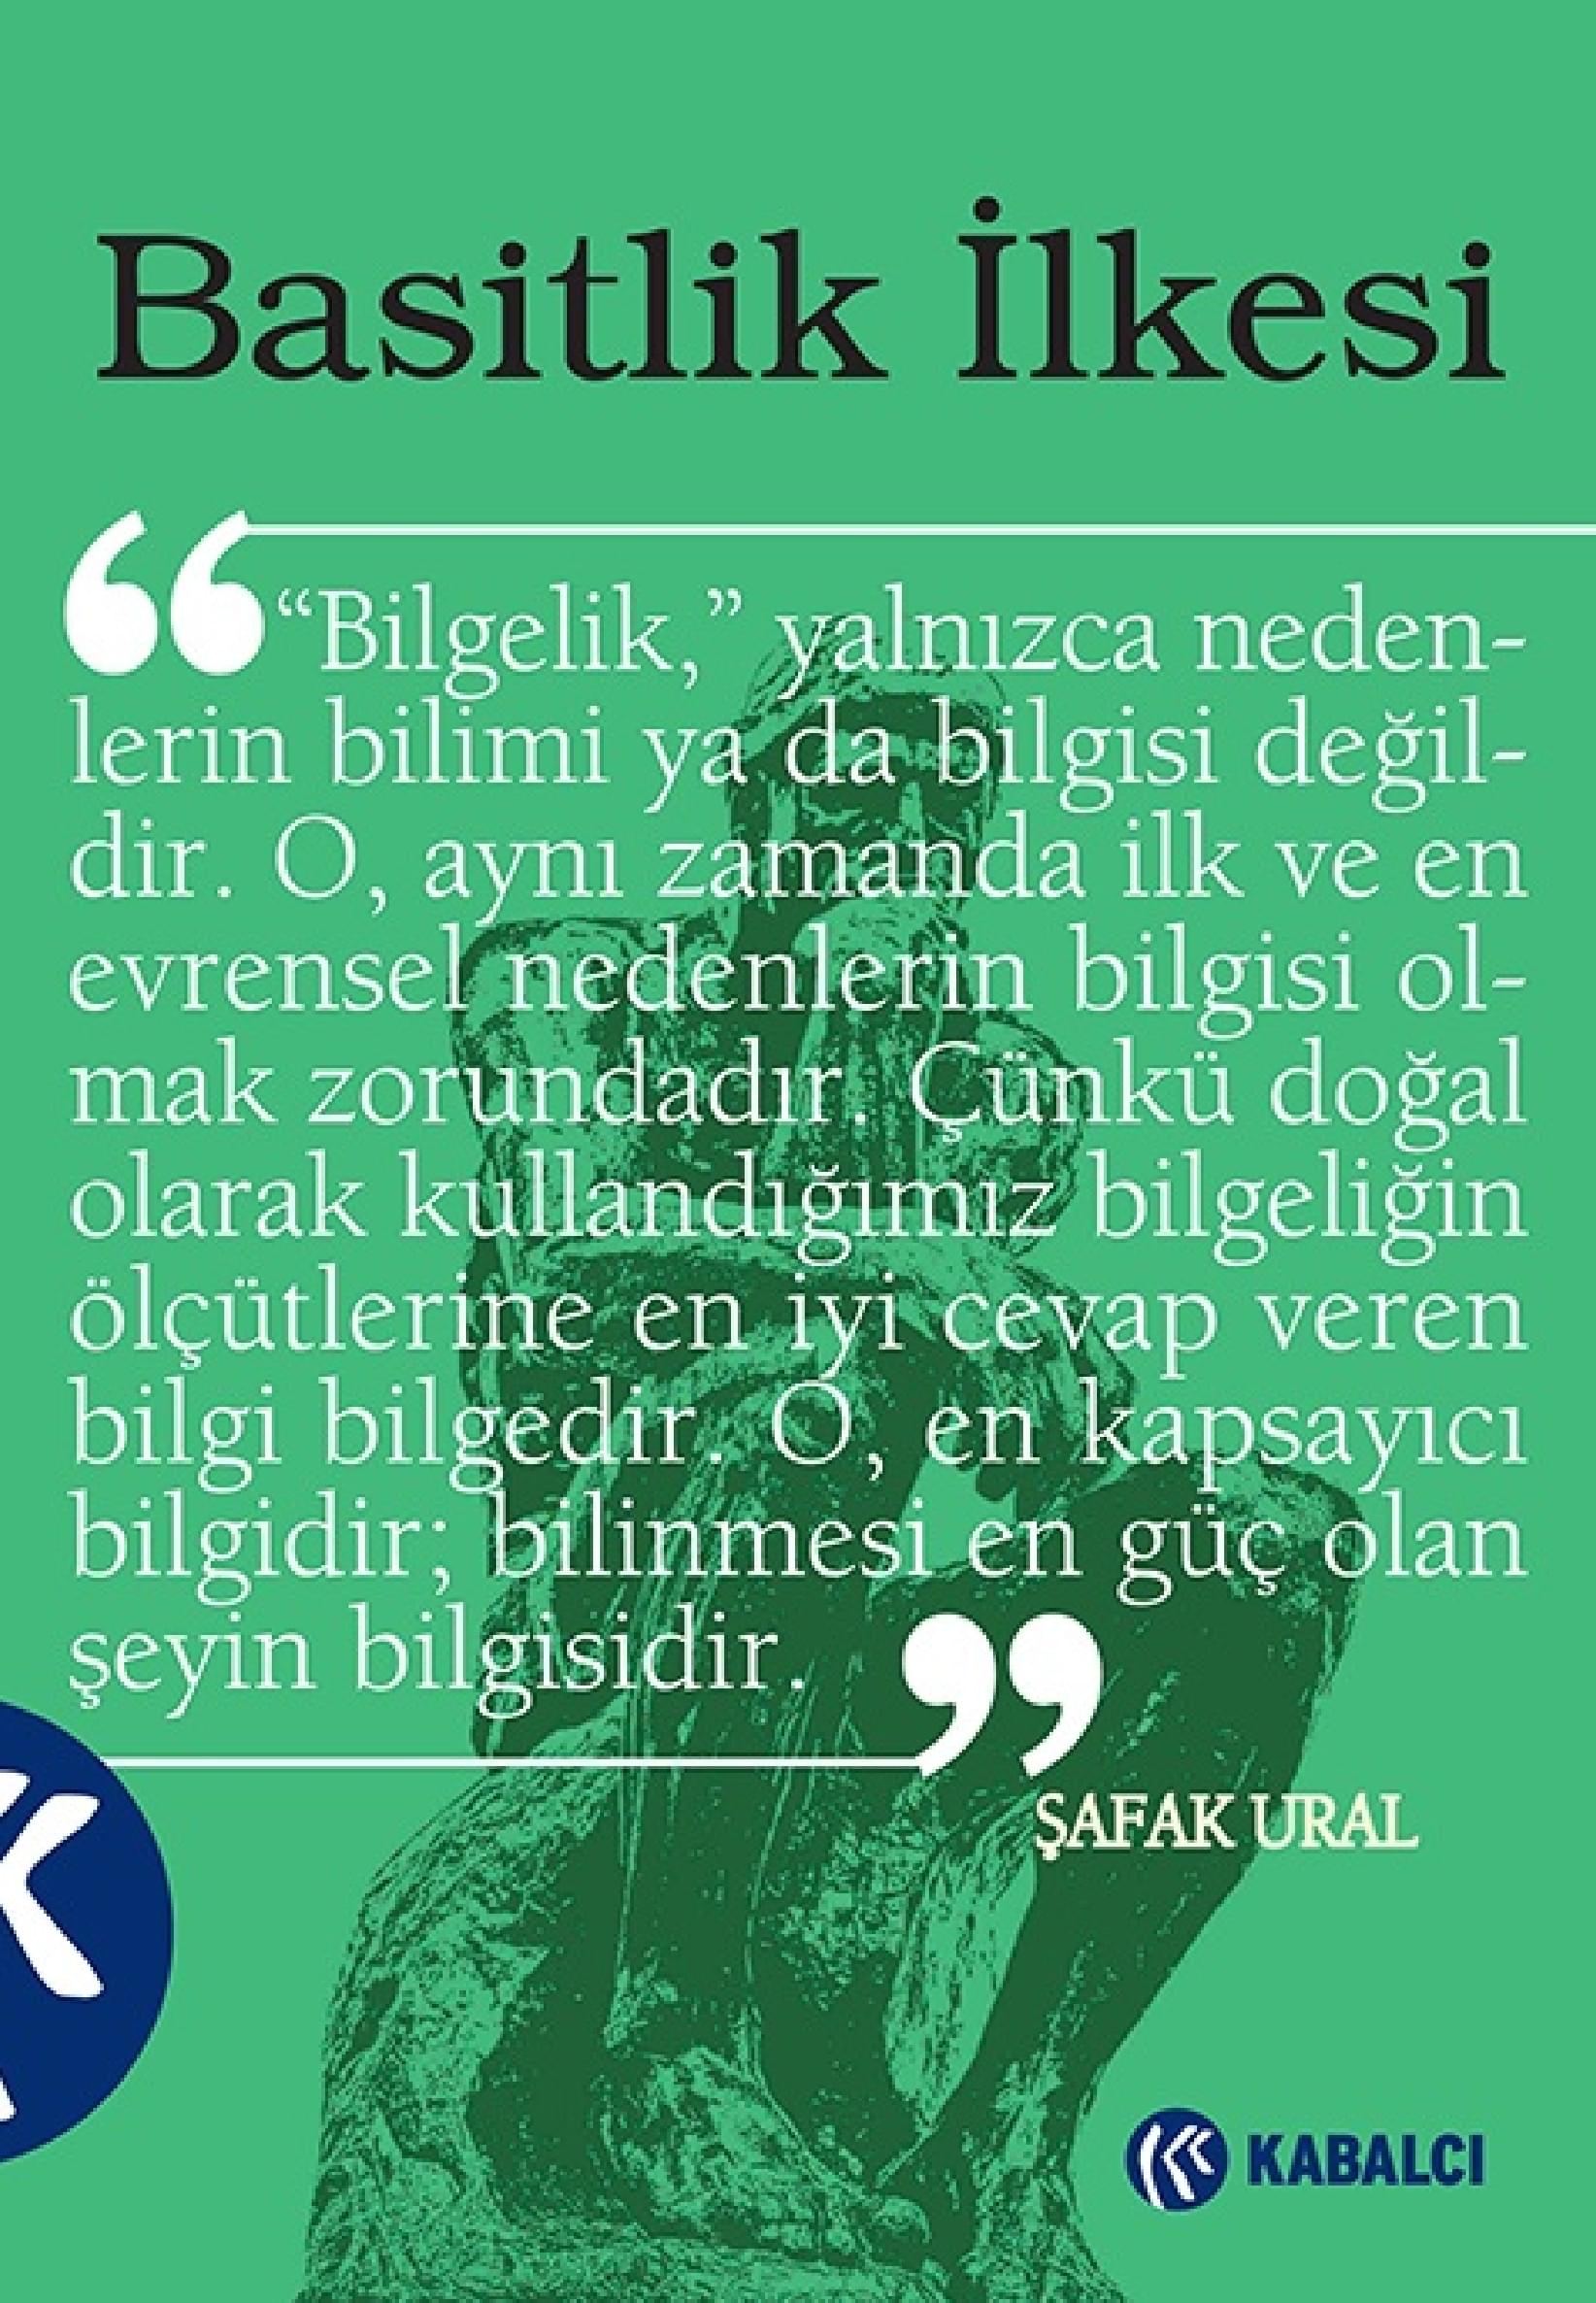 Basitlik İlkesi
“
“Bilgelik,” yalnızca neden-
lerin bilimi ya da bilgisi değil-
dir. O, aynı zamanda ilk ve en
evrensel nedenlerin bilgisi ol-
mak zorundadır. Çünkü doğal
olarak kullandığımız bilgeliğin
ölçütlerine en iyi cevap veren
bilgi bilgedir. O, en kapsayıcı
bilgidir; bilinmesi en güç olan
şeyin bilgisidir.
”
ŞAFAK URAL
KABALCI